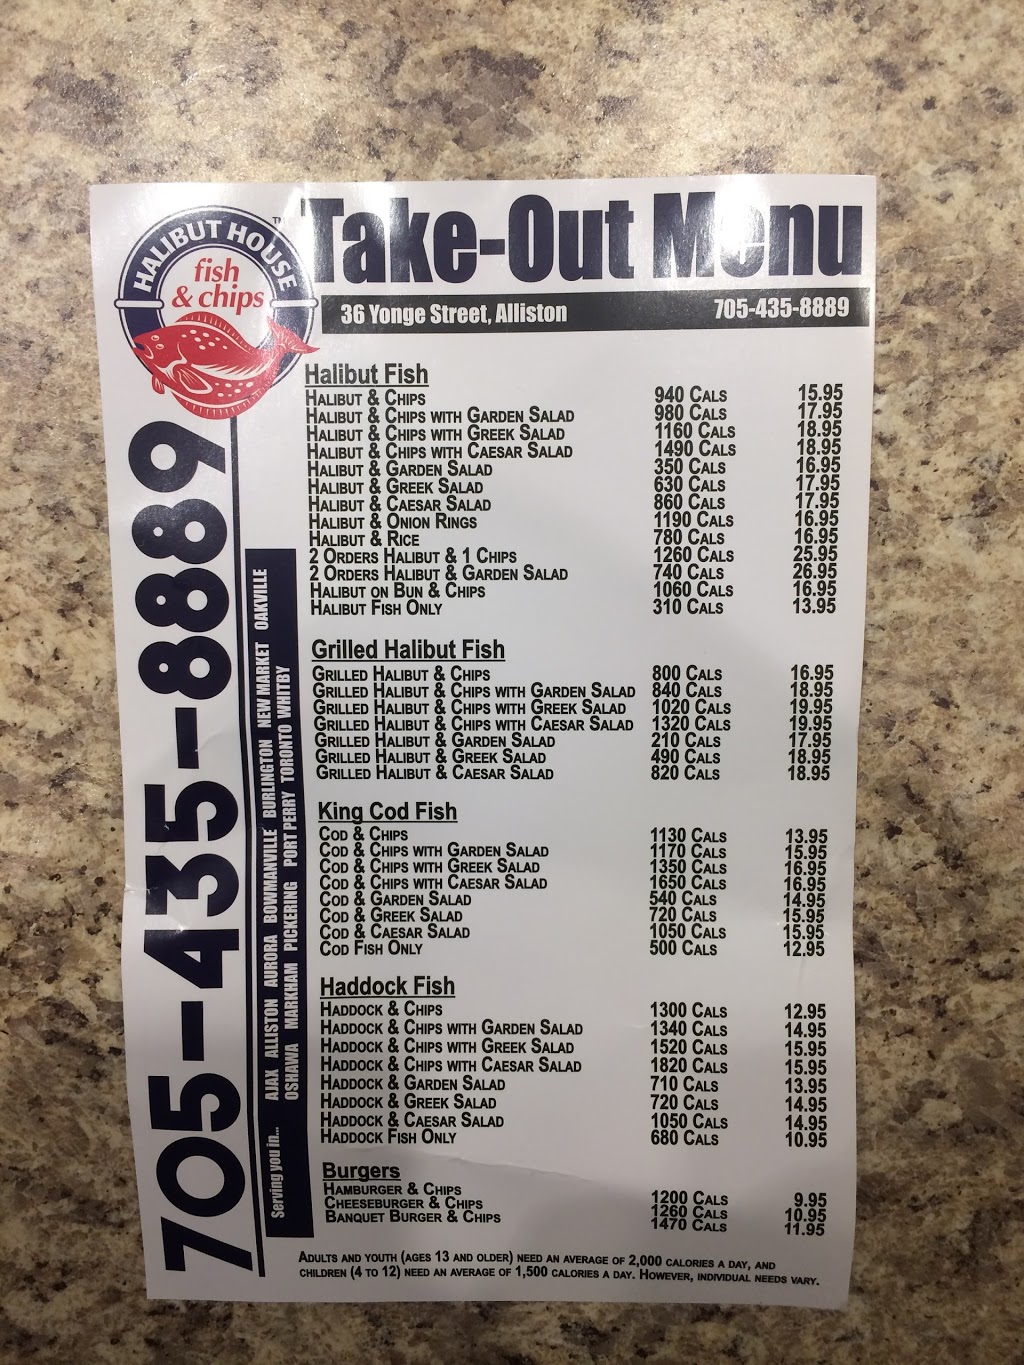 HALIBUT HOUSE
TM
fish
& chips
Take-Out Menu
36 Yonge Street, Alliston 705-435-8889
705-435-8889
Serving you in... AJAX ALLISTON AURORA BOWMANVILLE BURLINGTON NEW MARKET OAKVILLE
OSHAWA MARKHAM PICKERING PORT PERRY TORONTO WHITBY
Halibut Fish
HALIBUT & CHIPS 940 CALS 15.95
HALIBUT & CHIPS WITH GARDEN SALAD 980 CALS 17.95
HALIBUT & CHIPS WITH GREEK SALAD 1160 CALS 18.95
HALIBUT & CHIPS WITH CAESAR SALAD 1490 CALS 18.95
HALIBUT & GARDEN SALAD 350 CALS 16.95
HALIBUT & GREEK SALAD 630 CALS 17.95
HALIBUT & CAESAR SALAD 860 CALS 17.95
HALIBUT & ONION RINGS 1190 CALS 16.95
HALIBUT & RICE 780 CALS 16.95
2 ORDERS HALIBUT & 1 CHIPS 1260 CALS 25.95
2 ORDERS HALIBUT & GARDEN SALAD 740 CALS 26.95
HALIBUT ON BUN & CHIPS 1060 CALS 16.95
HALIBUT FISH ONLY 310 CALS 13.95
Grilled Halibut Fish
GRILLED HALIBUT & CHIPS 800 CALS 16.95
GRILLED HALIBUT & CHIPS WITH GARDEN SALAD 840 CALS 18.95
GRILLED HALIBUT & CHIPS WITH GREEK SALAD 1020 CALS 19.95
GRILLED HALIBUT & CHIPS WITH CAESAR SALAD 1320 CALS 19.95
GRILLED HALIBUT & GARDEN SALAD 210 CALS 17.95
GRILLED HALIBUT & GREEK SALAD 490 CALS 18.95
GRILLED HALIBUT & CAESAR SALAD 820 CALS 18.95
King Cod Fish
COD & CHIPS 1130 CALS 13.95
COD & CHIPS WITH GARDEN SALAD 1170 CALS 15.95
COD & CHIPS WITH GREEK SALAD 1350 CALS 16.95
COD & CHIPS WITH CAESAR SALAD 1650 CALS 16.95
COD & GARDEN SALAD 540 CALS 14.95
COD & GREEK SALAD 720 CALS 15.95
COD & CAESAR SALAD 1050 CALS 15.95
COD FISH ONLY 500 CALS 12.95
Haddock Fish
HADDOCK & CHIPS 1300 CALS 12.95
HADDOCK & CHIPS WITH GARDEN SALAD 1340 CALS 14.95
HADDOCK & CHIPS WITH GREEK SALAD 1520 CALS 15.95
HADDOCK & CHIPS WITH CAESAR SALAD 1820 CALS 15.95
HADDOCK & GARDEN SALAD 710 CALS 13.95
HADDOCK & GREEK SALAD 720 CALS 14.95
HADDOCK & CAESAR SALAD 1050 CALS 14.95
HADDOCK FISH ONLY 680 CALS 10.95
Burgers
HAMBURGER & CHIPS 1200 CALS 9.95
CHEESEBURGER & CHIPS 1260 CALS 10.95
BANQUET BURGER & CHIPS 1470 CALS 11.95
ADULTS AND YOUTH (AGES 13 AND OLDER) NEED AN AVERAGE OF 2,000 CALORIES A DAY, AND
CHILDREN (4 TO 12) NEED AN AVERAGE OF 1,500 CALORIES A DAY. HOWEVER, INDIVIDUAL NEEDS VARY.